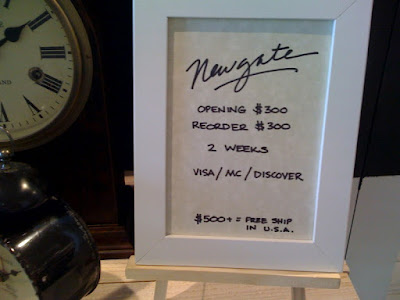 Newgate
OPENING $300
REORDER $300
2 WEEKS
VISA/MC/DISCOVER
$500+ = FREE SHIP
IN U.S.A.